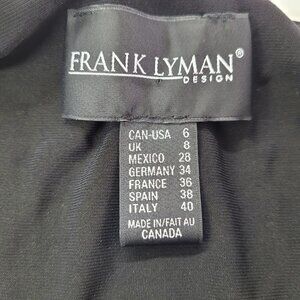 FRANK LYMAN®
DESIGN
CAN-USA 6
UK 8
MEXICO 28
GERMANY 34
FRANCE 36
SPAIN 38
ITALY 40
MADE IN/FAIT AU
CANADA